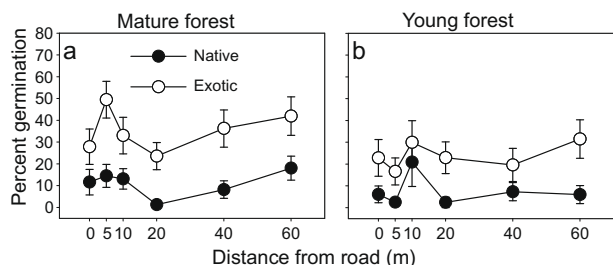 Mature forest Young forest
a b
Native
Exotic
Percent germination
80
70
60
50
40
30
20
10
0
0 5 10 20 40 60 0 5 10 20 40 60
Distance from road (m)